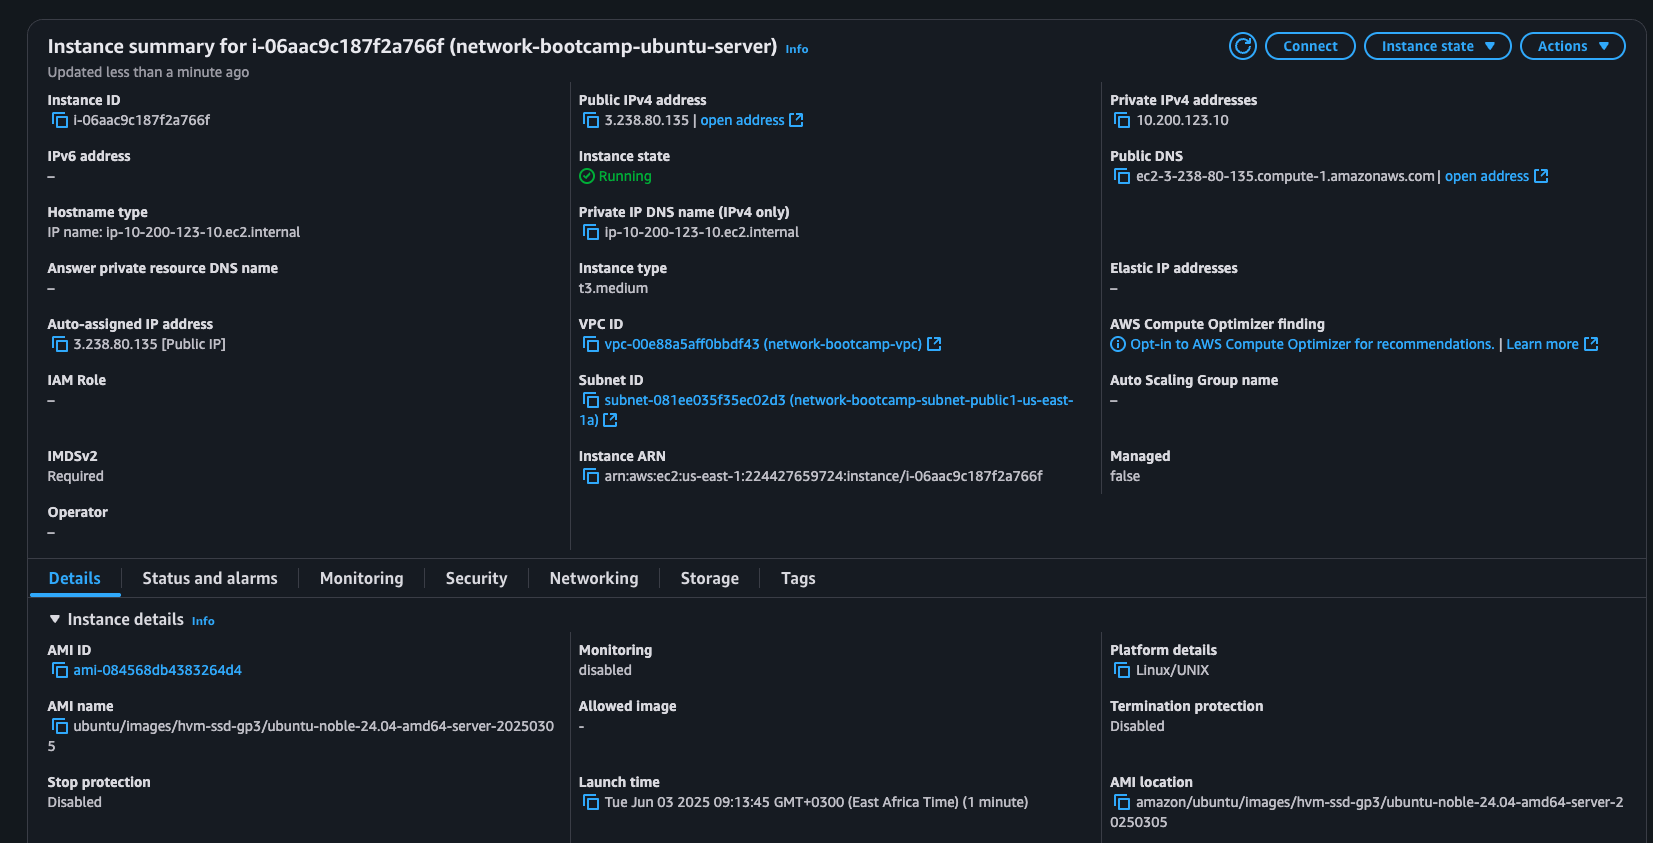 Instance summary for i-06aac9c187f2a766f (network-bootcamp-ubuntu-server) Info
Connect
Instance state
Actions
Updated less than a minute ago
Instance ID
i-06aac9c187f2a766f
Public IPv4 address
3.238.80.135 | open address
Private IPv4 addresses
10.200.123.10
IPv6 address
–
Instance state
Running
Public DNS
ec2-3-238-80-135.compute-1.amazonaws.com | open address
Hostname type
IP name: ip-10-200-123-10.ec2.internal
Private IP DNS name (IPv4 only)
ip-10-200-123-10.ec2.internal
Answer private resource DNS name
–
Instance type
t3.medium
Elastic IP addresses
–
Auto-assigned IP address
3.238.80.135 [Public IP]
VPC ID
vpc-00e88a5aff0bbdf43 (network-bootcamp-vpc)
AWS Compute Optimizer finding
Opt-in to AWS Compute Optimizer for recommendations. | Learn more
IAM Role
–
Subnet ID
subnet-081ee035f35ec02d3 (network-bootcamp-subnet-public1-us-east-
1a)
Auto Scaling Group name
–
IMDSv2
Required
Instance ARN
arn:aws:ec2:us-east-1:224427659724:instance/i-06aac9c187f2a766f
Managed
false
Operator
–
Details
Status and alarms
Monitoring
Security
Networking
Storage
Tags
Instance details Info
AMI ID
ami-084568db4383264d4
Monitoring
disabled
Platform details
Linux/UNIX
AMI name
ubuntu/images/hvm-ssd-gp3/ubuntu-noble-24.04-amd64-server-2025030
5
Allowed image
-
Termination protection
Disabled
Stop protection
Disabled
Launch time
Tue Jun 03 2025 09:13:45 GMT+0300 (East Africa Time) (1 minute)
AMI location
amazon/ubuntu/images/hvm-ssd-gp3/ubuntu-noble-24.04-amd64-server-2
0250305